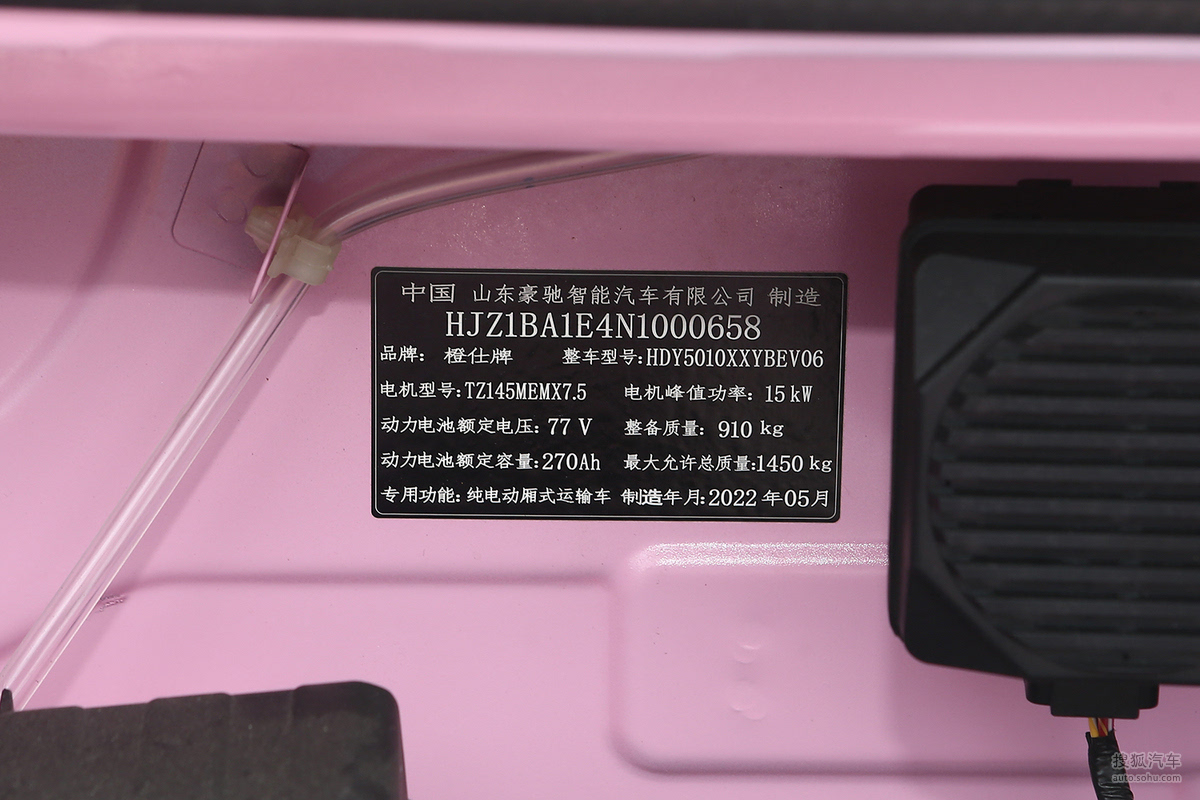 中国 山东豪驰智能汽车有限公司 制造
HJZ1BA1E4N1000658
品牌: 橙仕牌 整车型号:HDY5010XXYBEV06
电机型号:TZ145MEMX7.5 电机峰值功率: 15kW
动力电池额定电压: 77 V 整备质量: 910 kg
动力电池额定容量:270Ah 最大允许总质量:1450 kg
专用功能:纯电动厢式运输车 制造年月:2022年05月
搜狐汽车
auto.sohu.com